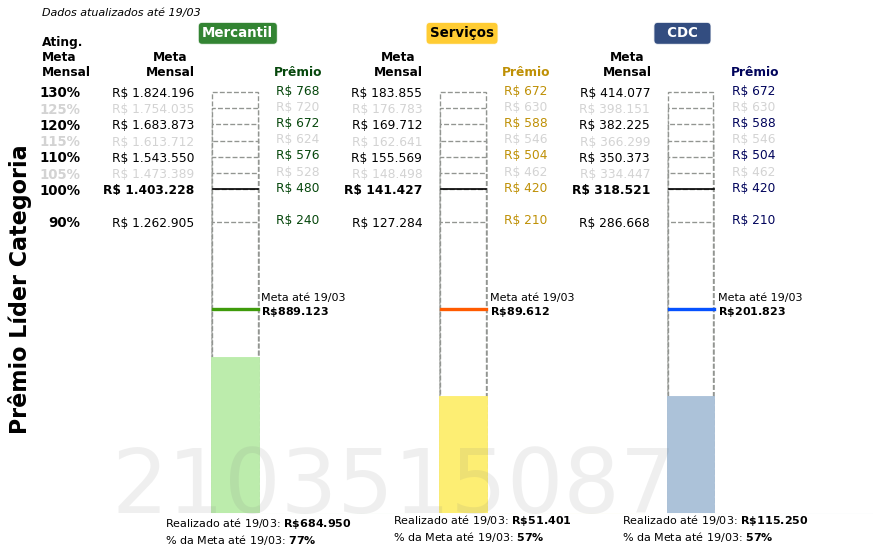 Dados atualizados até 19/03
Mercantil Serviços CDC
Ating. Meta Mensal Meta Mensal Prêmio Meta Mensal Prêmio Meta Mensal Prêmio
130% R$ 1.824.196 R$ 768 R$ 183.855 R$ 672 R$ 414.077 R$ 672
125% R$ 1.754.035 R$ 720 R$ 176.783 R$ 630 R$ 398.151 R$ 630
120% R$ 1.683.873 R$ 672 R$ 169.712 R$ 588 R$ 382.225 R$ 588
115% R$ 1.613.712 R$ 624 R$ 162.641 R$ 546 R$ 366.299 R$ 546
110% R$ 1.543.550 R$ 576 R$ 155.569 R$ 504 R$ 350.373 R$ 504
105% R$ 1.473.389 R$ 528 R$ 148.498 R$ 462 R$ 334.447 R$ 462
100% R$ 1.403.228 R$ 480 R$ 141.427 R$ 420 R$ 318.521 R$ 420
90% R$ 1.262.905 R$ 240 R$ 127.284 R$ 210 R$ 286.668 R$ 210
Prêmio Líder Categoria
Meta até 19/03 Meta até 19/03 Meta até 19/03
R$889.123 R$89.612 R$201.823
2103515087
Realizado até 19/03: R$684.950 Realizado até 19/03: R$51.401 Realizado até 19/03: R$115.250
% da Meta até 19/03: 77% % da Meta até 19/03: 57% % da Meta até 19/03: 57%